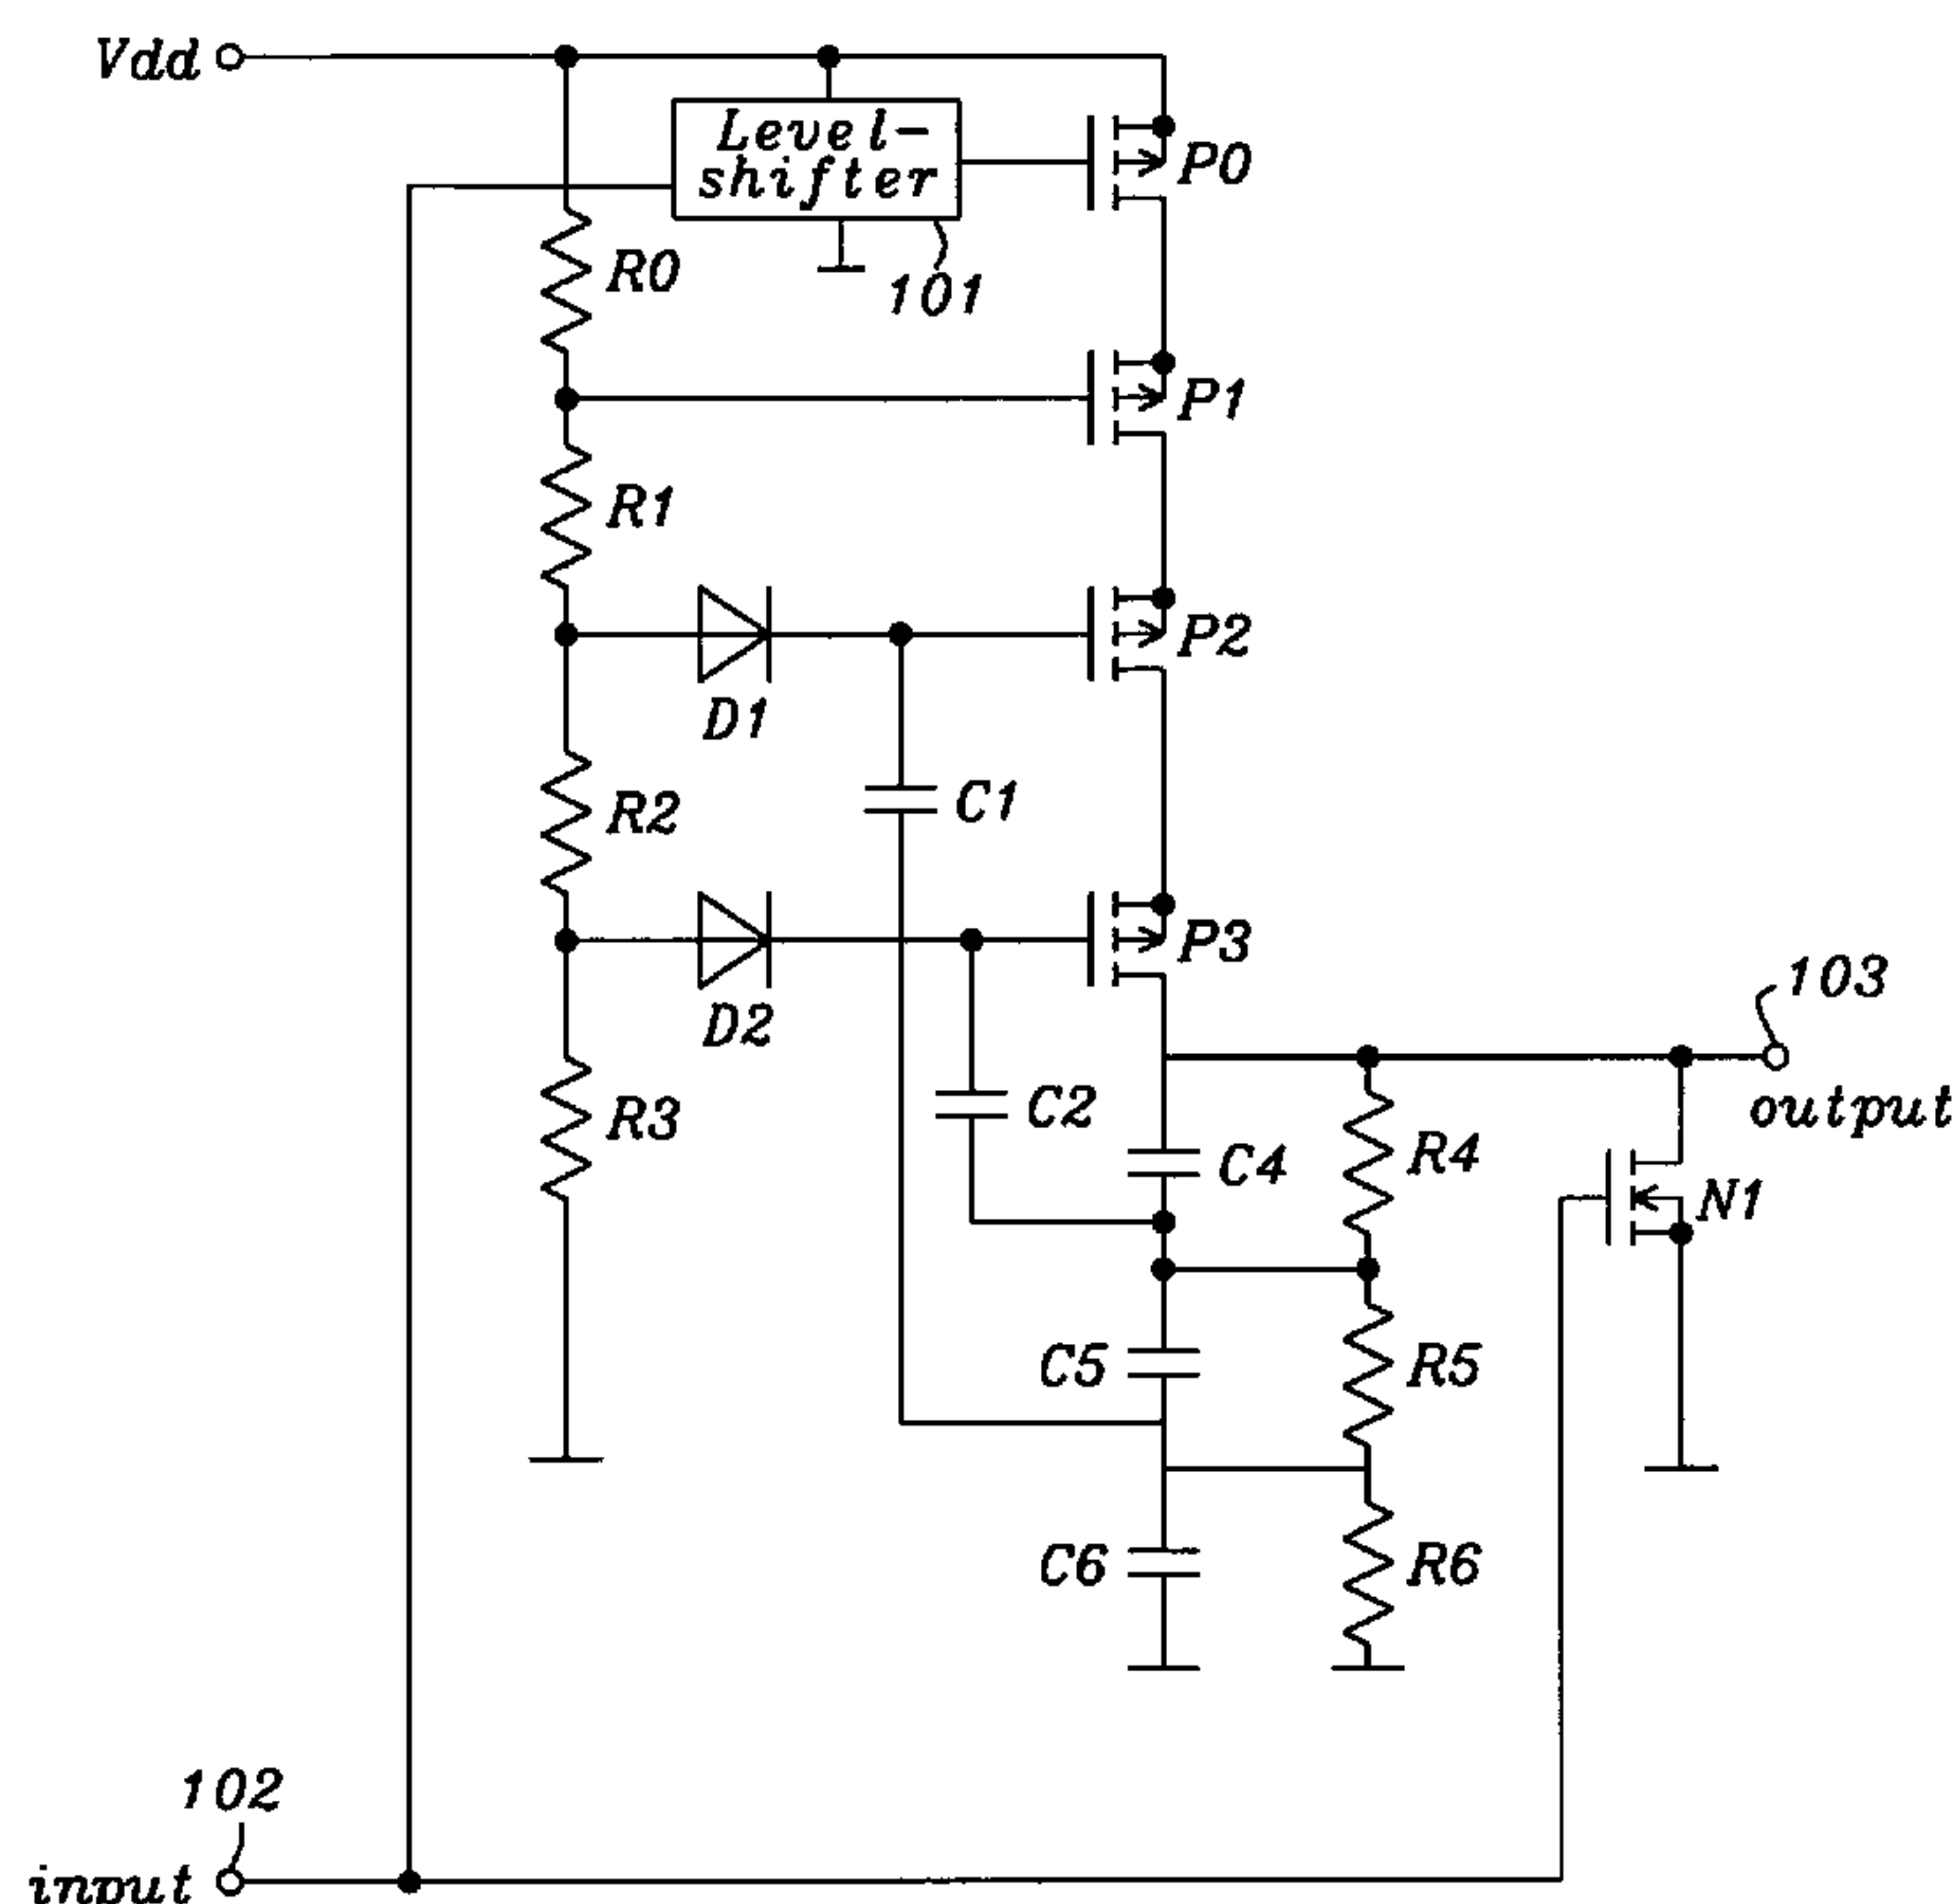 Vdd
Level-
shifter
P0
R0
101
P1
R1
P2
D1
C1
R2
P3
103
D2
C2
output
R3
C4
R4
N1
C5
R5
C6
R6
102
input